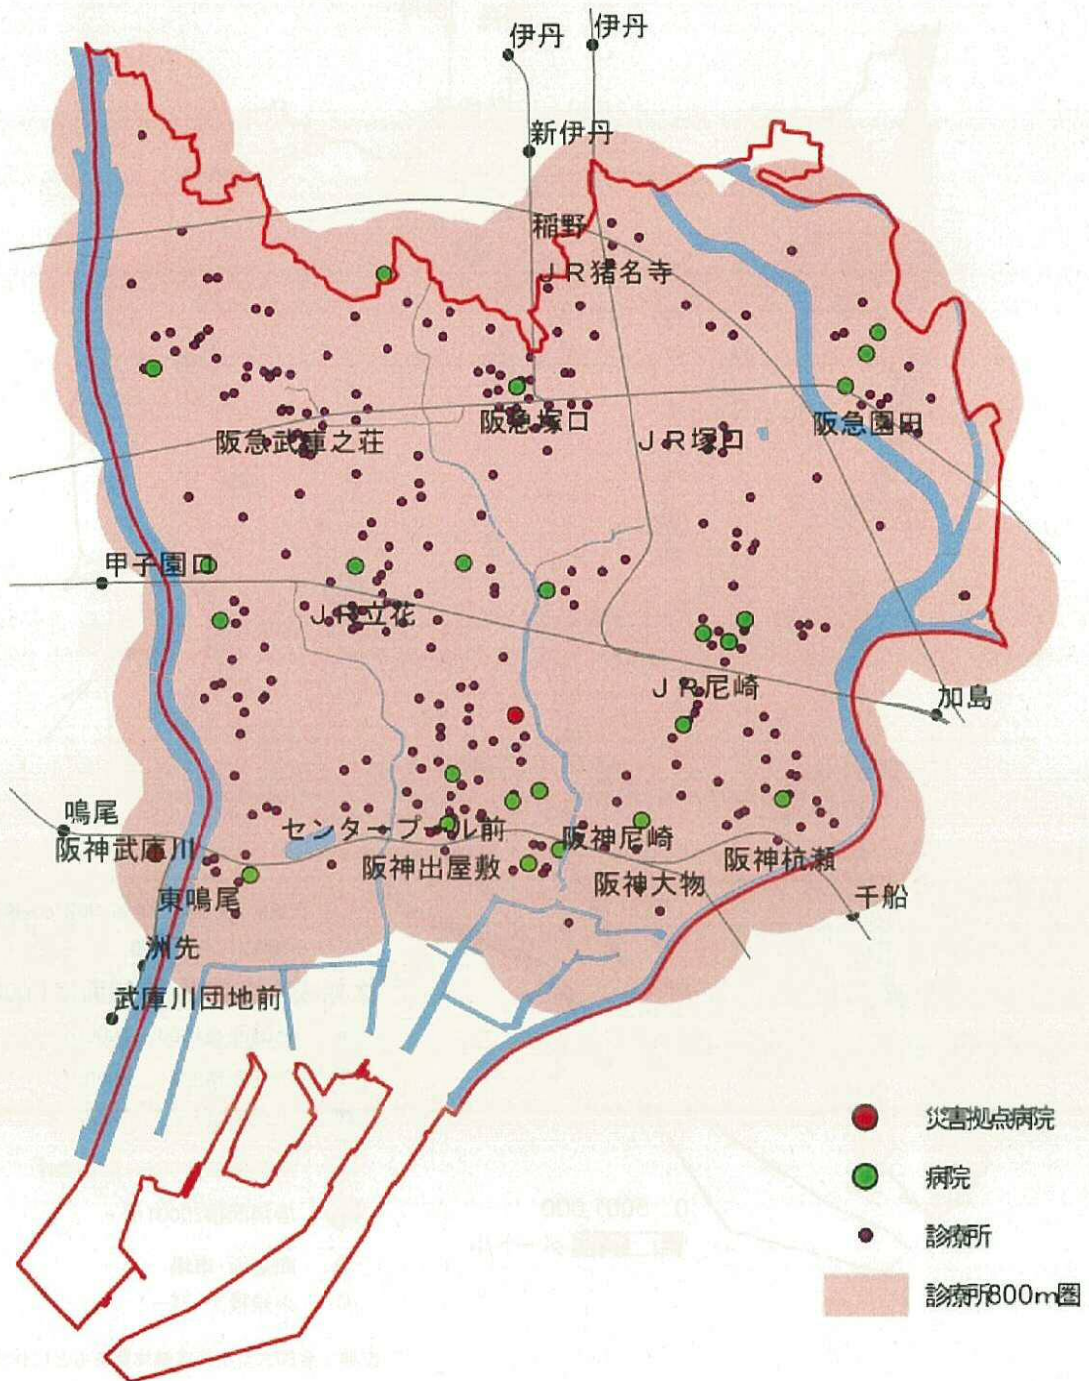 伊丹
伊丹
新伊丹
稲野
JR猪名寺
阪急武庫之荘
阪急塚口
JR塚口
阪急園田
甲子園口
JR立花
JR尼崎
加島
鳴尾
阪神武庫川
センタープール前
阪神尼崎
阪神出屋敷
阪神杭瀬
阪神大物
東鳴尾
千船
洲先
武庫川団地前
災害拠点病院
病院
診療所
診療所800m圏